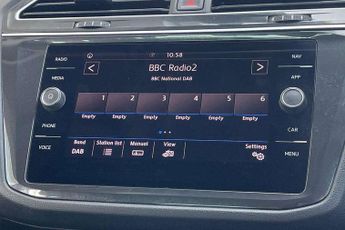 10:58
RADIO
NAV
< BBC Radio2 >
MEDIA
BBC National DAB
APP
1 2 3 4 5 6
Empty Empty Empty Empty Empty Empty
PHONE
CAR
Band Station list Manual View Settings
DAB
VOICE
MENU